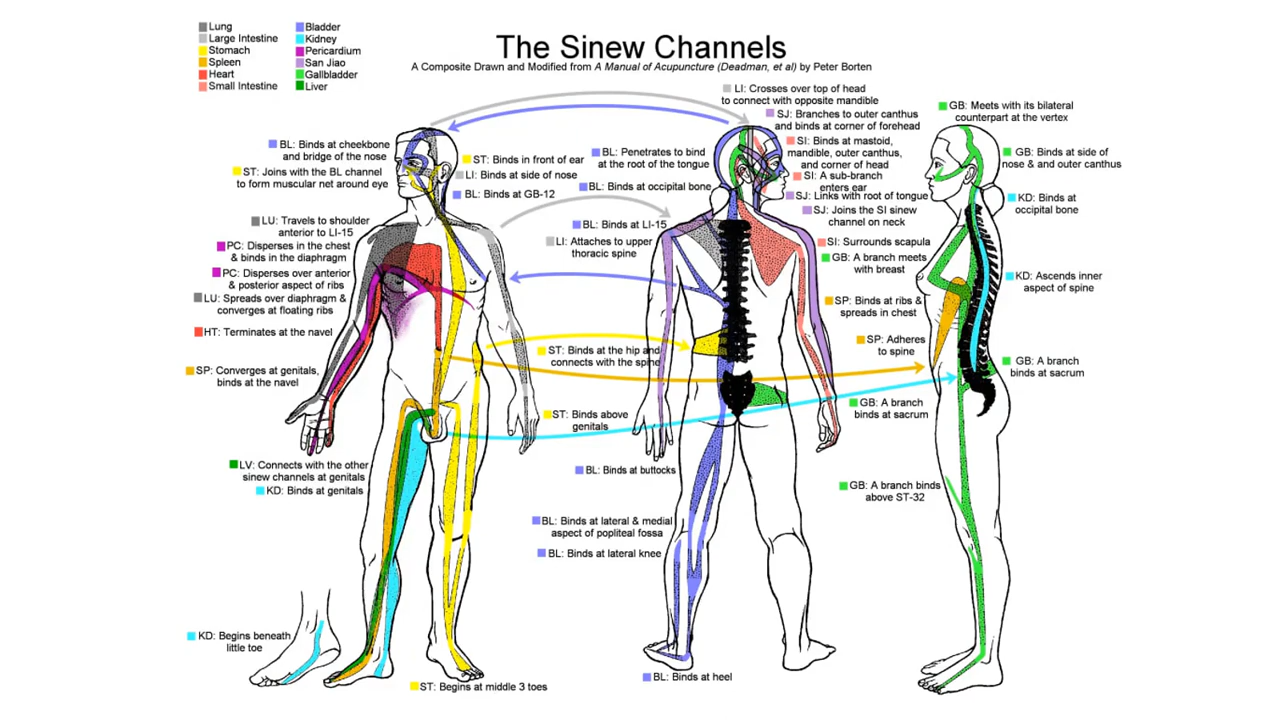 The Sinew Channels
A Composite Drawn and Modified from A Manual of Acupuncture (Deadman, et al) by Peter Borten
Lung
Large Intestine
Stomach
Spleen
Heart
Small Intestine
Bladder
Kidney
Pericardium
San Jiao
Gallbladder
Liver
BL: Binds at cheekbone
and bridge of the nose
ST: Joins with the BL channel
to form muscular net around eye
LU: Travels to shoulder
anterior to LI-15
PC: Disperses in the chest
& binds in the diaphragm
PC: Disperses over anterior
& posterior aspect of ribs
LU: Spreads over diaphragm &
converges at floating ribs
HT: Terminates at the navel
SP: Converges at genitals,
binds at the navel
LV: Connects with the other
sinew channels at genitals
KD: Binds at genitals
KD: Begins beneath
little toe
ST: Begins at middle 3 toes
ST: Binds in front of ear
LI: Binds at side of nose
BL: Binds at GB-12
BL: Penetrates to bind
at the root of the tongue
BL: Binds at occipital bone
BL: Binds at LI-15
LI: Attaches to upper
thoracic spine
ST: Binds at the hip and
connects with the spine
ST: Binds above
genitals
BL: Binds at buttocks
BL: Binds at lateral & medial
aspect of popliteal fossa
BL: Binds at lateral knee
BL: Binds at heel
LI: Crosses over top of head
to connect with opposite mandible
SJ: Branches to outer canthus
and binds at corner of forehead
SI: Binds at mastoid,
mandible, outer canthus,
and corner of head
SI: A sub-branch
enters ear
SJ: Links with root of tongue
SJ: Joins the SI sinew
channel on neck
SI: Surrounds scapula
GB: A branch meets
with breast
SP: Binds at ribs &
spreads in chest
SP: Adheres
to spine
GB: A branch
binds at sacrum
GB: A branch binds
above ST-32
GB: Meets with its bilateral
counterpart at the vertex
GB: Binds at side of
nose & and outer canthus
KD: Binds at
occipital bone
KD: Ascends inner
aspect of spine
GB: A branch
binds at sacrum